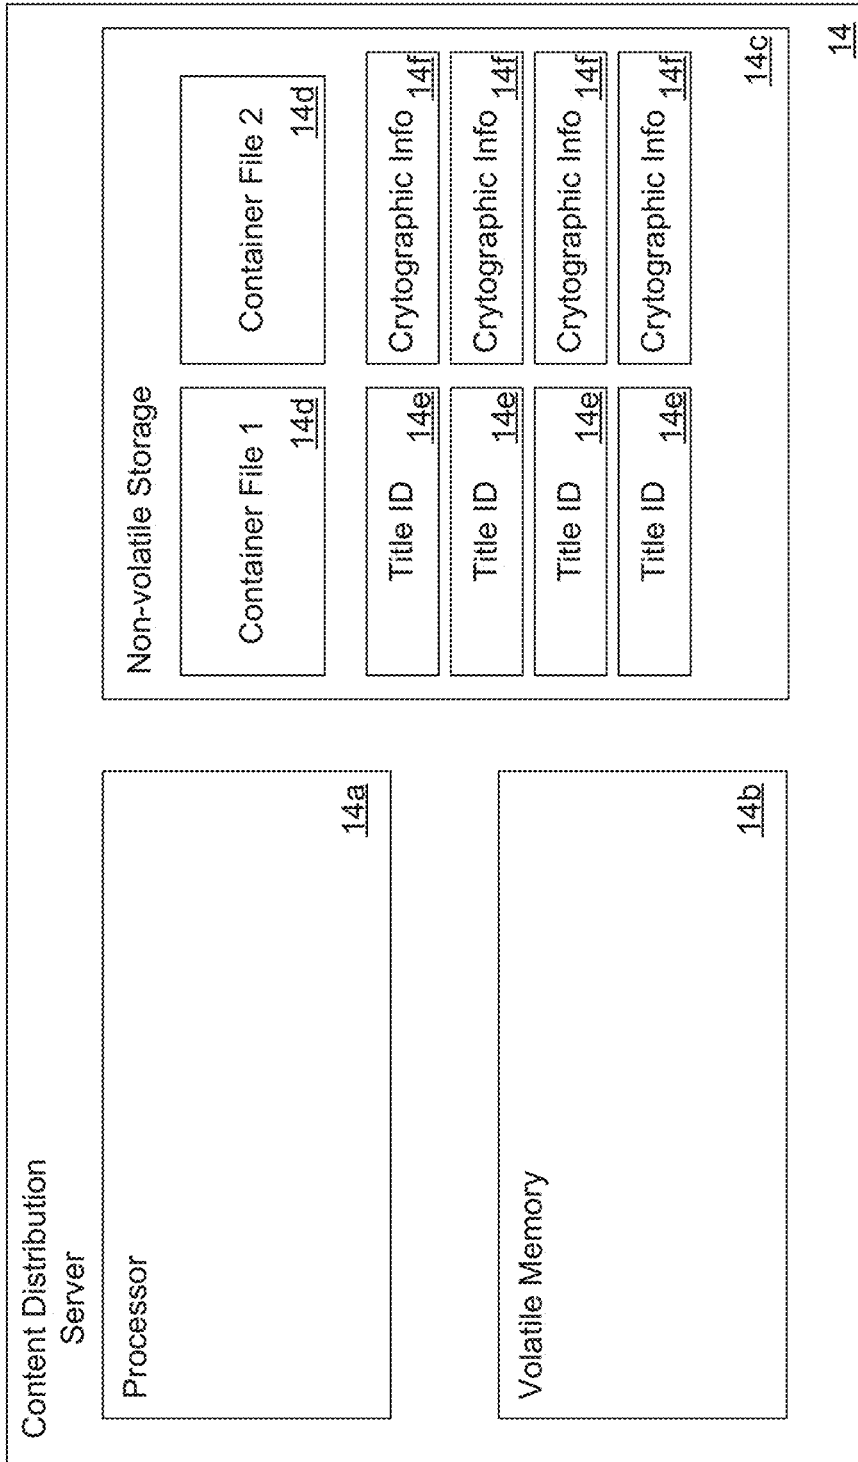 Content Distribution
Server
Processor
14a
Volatile Memory
14b
Non-volatile Storage
Container File 1
14d
Container File 2
14d
Title ID
14e
Crytographic Info
14f
Title ID
14e
Crytographic Info
14f
Title ID
14e
Crytographic Info
14f
Title ID
14e
Crytographic Info
14f
14c
14